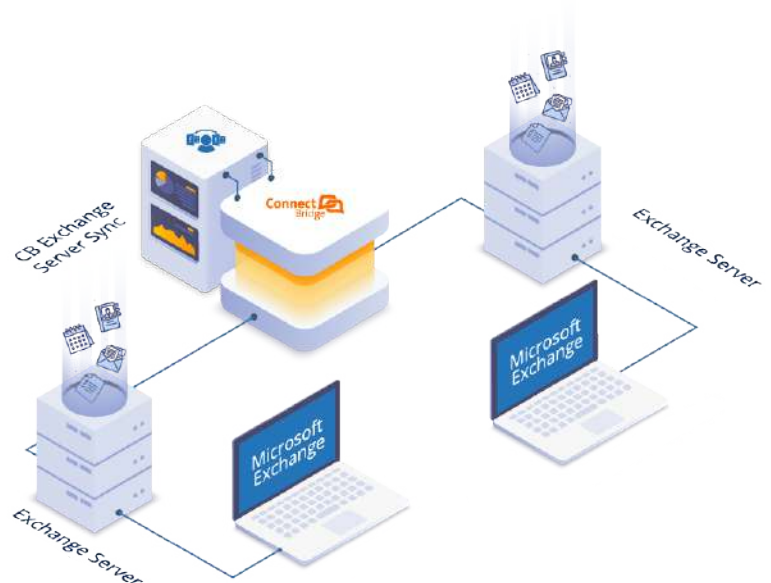 Connect
Bridge
CB Exchange
Server Sync
Exchange Server
Microsoft
Exchange
Microsoft
Exchange
Exchange Server